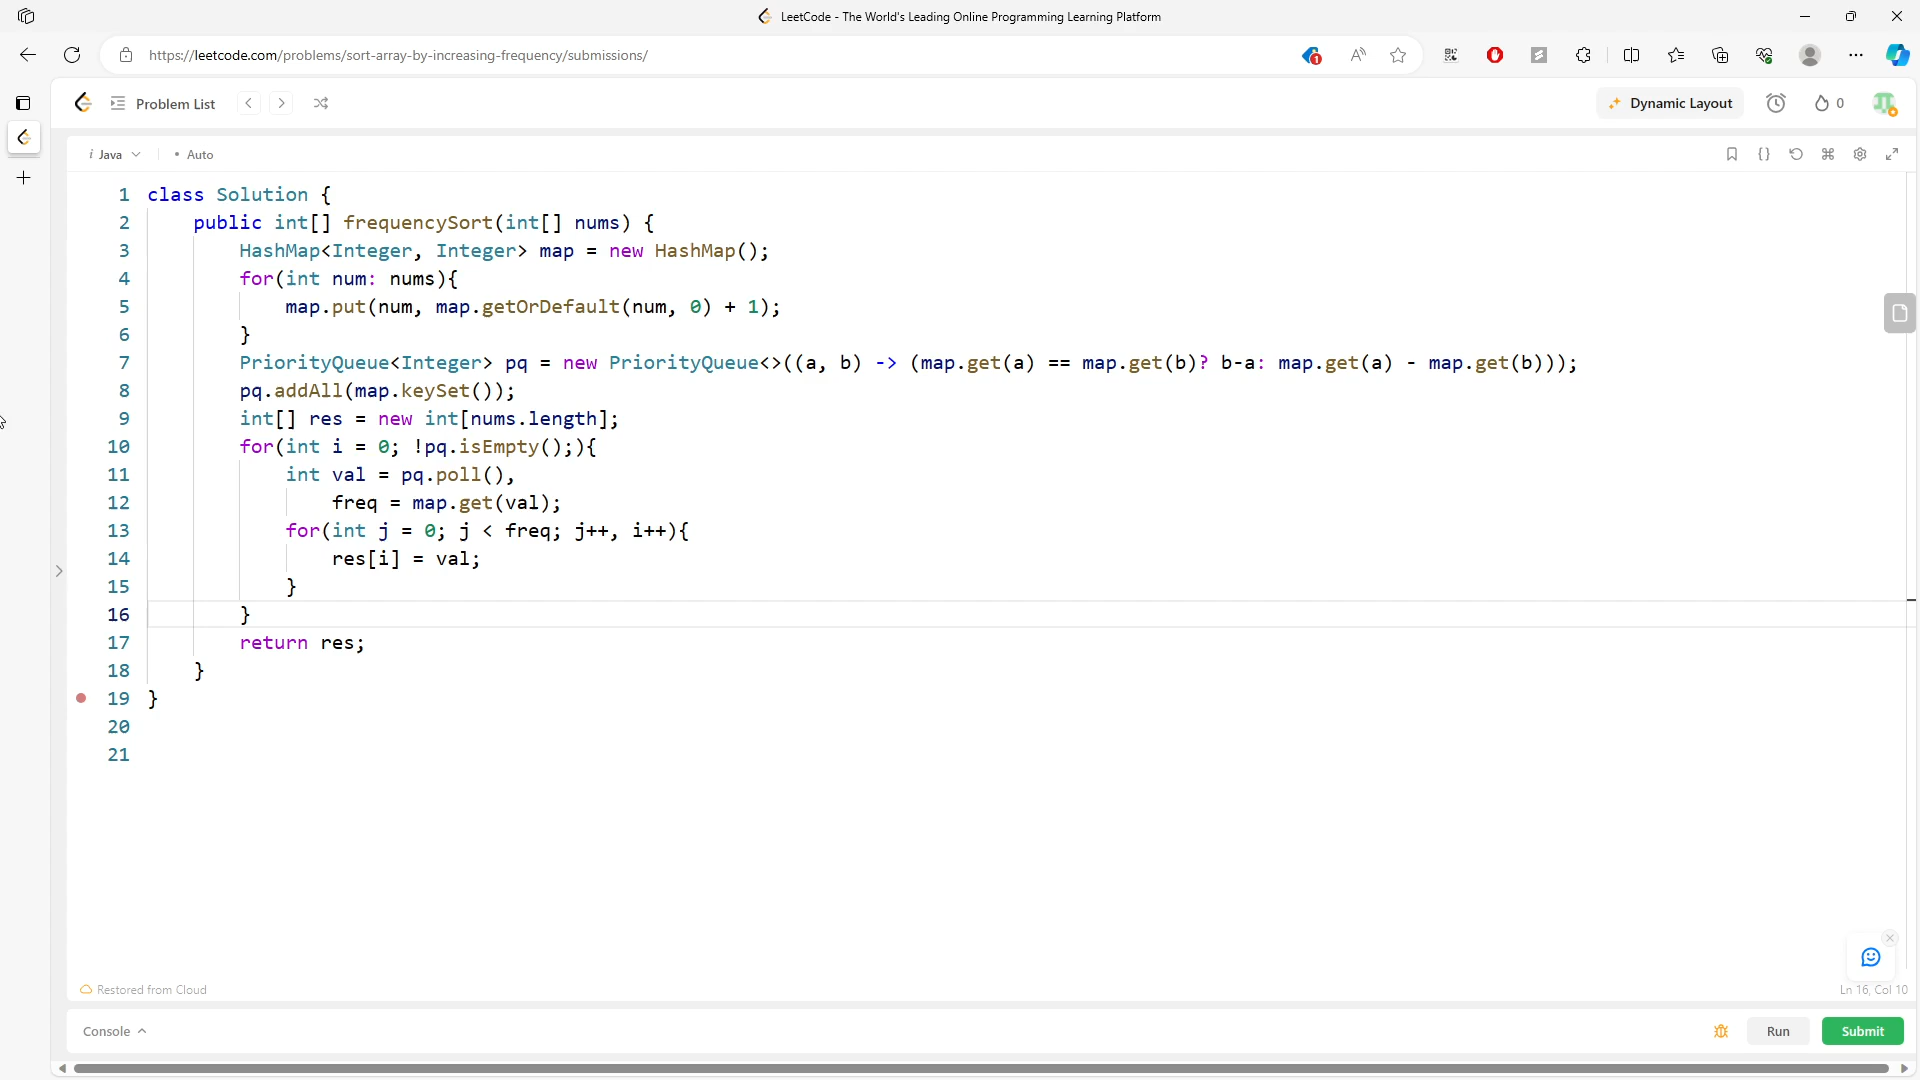 LeetCode - The World's Leading Online Programming Learning Platform
https://leetcode.com/problems/sort-array-by-increasing-frequency/submissions/
1
Problem List
Dynamic Layout
0
i Java
• Auto
{}
1 class Solution {
2 public int[] frequencySort(int[] nums) {
3 HashMap<Integer, Integer> map = new HashMap();
4 for(int num: nums){
5 map.put(num, map.getOrDefault(num, 0) + 1);
6 }
7 PriorityQueue<Integer> pq = new PriorityQueue<>((a, b) -> (map.get(a) == map.get(b)? b-a: map.get(a) - map.get(b)));
8 pq.addAll(map.keySet());
9 int[] res = new int[nums.length];
10 for(int i = 0; !pq.isEmpty();){
11 int val = pq.poll(),
12 freq = map.get(val);
13 for(int j = 0; j < freq; j++, i++){
14 res[i] = val;
15 }
16 }
17 return res;
18 }
19 }
20
21
Restored from Cloud
Ln 16, Col 10
Console
Run
Submit